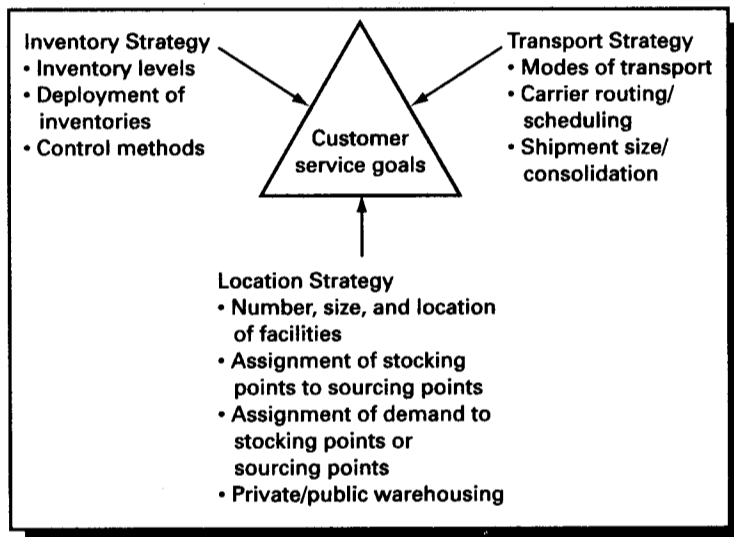 Inventory Strategy
• Inventory levels
• Deployment of
inventories
• Control methods
Transport Strategy
• Modes of transport
• Carrier routing/
scheduling
• Shipment size/
consolidation
Customer
service goals
Location Strategy
• Number, size, and location
of facilities
• Assignment of stocking
points to sourcing points
• Assignment of demand to
stocking points or
sourcing points
• Private/public warehousing